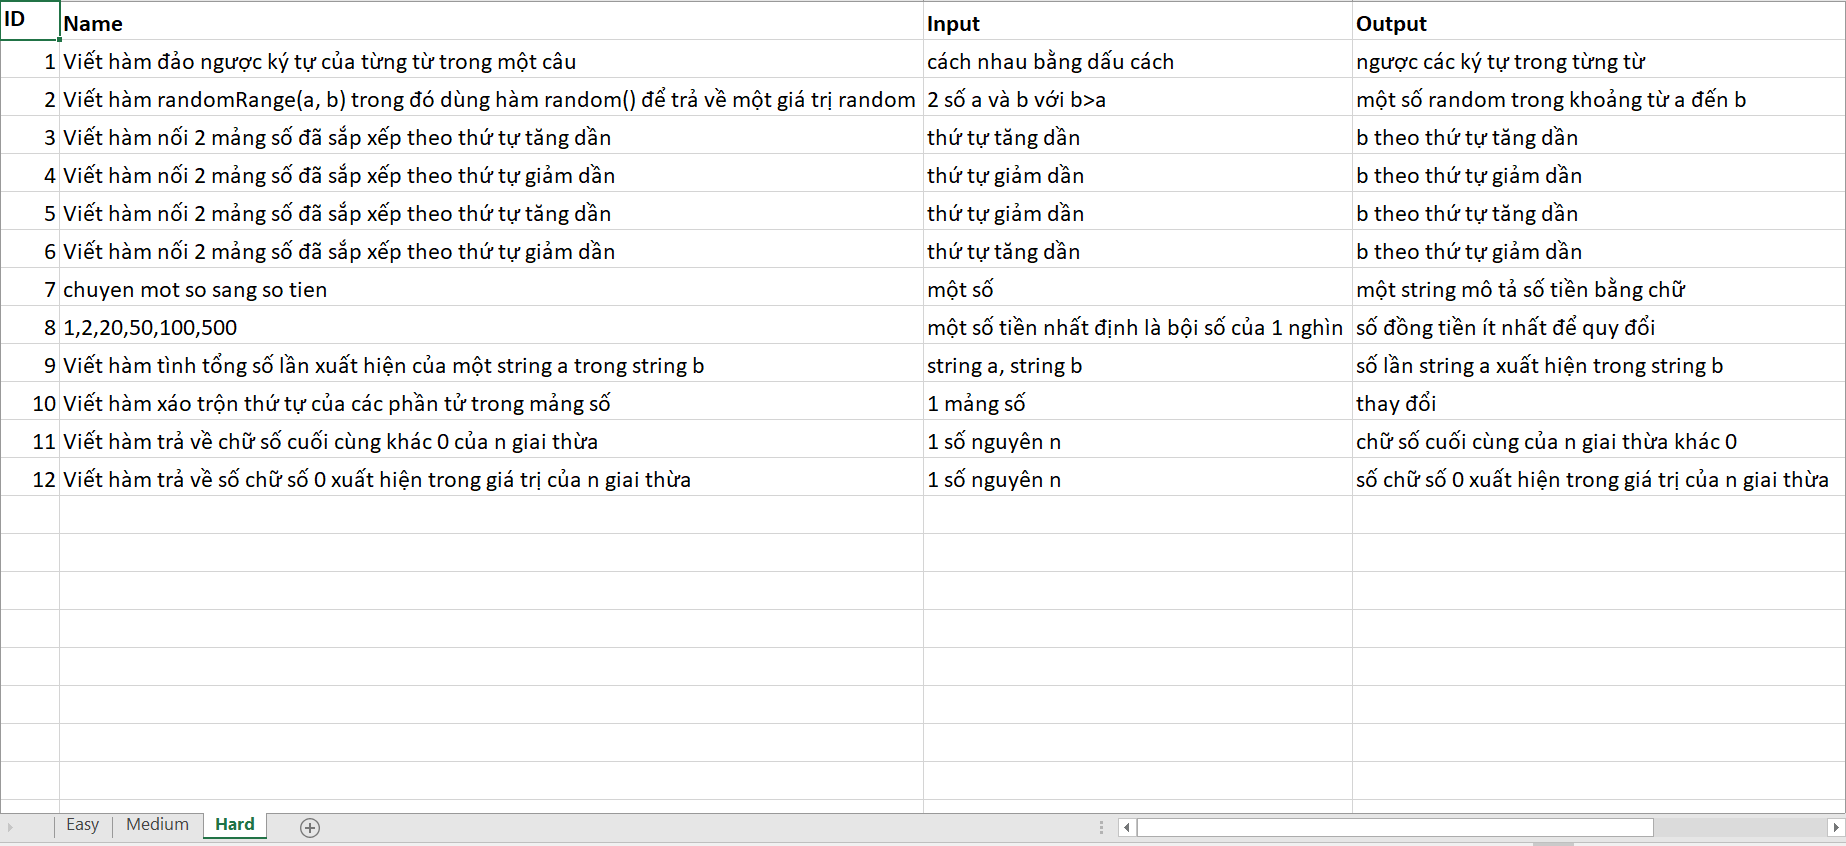 ID Name Input Output
1 Viết hàm đảo ngược ký tự của từng từ trong một câu cách nhau bằng dấu cách ngược các ký tự trong từng từ
2 Viết hàm randomRange(a, b) trong đó dùng hàm random() để trả về một giá trị random 2 số a và b với b>a một số random trong khoảng từ a đến b
3 Viết hàm nối 2 mảng số đã sắp xếp theo thứ tự tăng dần thứ tự tăng dần b theo thứ tự tăng dần
4 Viết hàm nối 2 mảng số đã sắp xếp theo thứ tự giảm dần thứ tự giảm dần b theo thứ tự giảm dần
5 Viết hàm nối 2 mảng số đã sắp xếp theo thứ tự tăng dần thứ tự giảm dần b theo thứ tự tăng dần
6 Viết hàm nối 2 mảng số đã sắp xếp theo thứ tự giảm dần thứ tự tăng dần b theo thứ tự giảm dần
7 chuyen mot so sang so tien một số một string mô tả số tiền bằng chữ
8 1,2,20,50,100,500 một số tiền nhất định là bội số của 1 nghìn số đồng tiền ít nhất để quy đổi
9 Viết hàm tình tổng số lần xuất hiện của một string a trong string b string a, string b số lần string a xuất hiện trong string b
10 Viết hàm xáo trộn thứ tự của các phần tử trong mảng số 1 mảng số thay đổi
11 Viết hàm trả về chữ số cuối cùng khác 0 của n giai thừa 1 số nguyên n chữ số cuối cùng của n giai thừa khác 0
12 Viết hàm trả về số chữ số 0 xuất hiện trong giá trị của n giai thừa 1 số nguyên n số chữ số 0 xuất hiện trong giá trị của n giai thừa
Easy Medium Hard